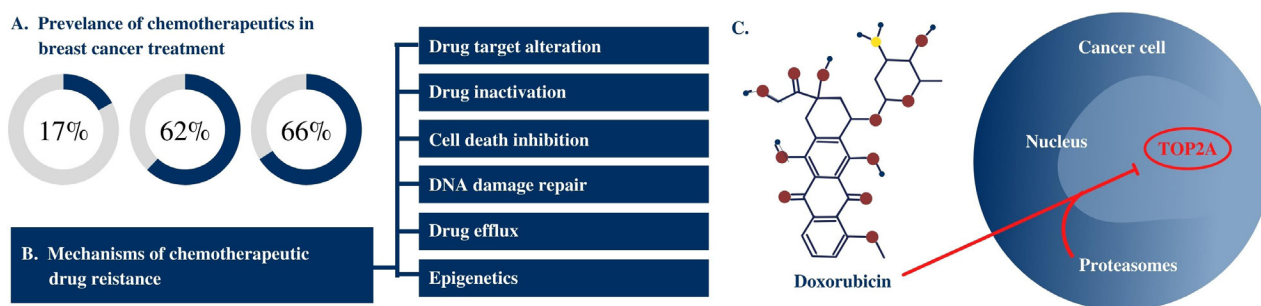 A. Prevelance of chemotherapeutics in
breast cancer treatment
17%
62%
66%
B. Mechanisms of chemotherapeutic
drug reistance
Drug target alteration
Drug inactivation
Cell death inhibition
DNA damage repair
Drug efflux
Epigenetics
C.
Doxorubicin
Cancer cell
Nucleus
TOP2A
Proteasomes